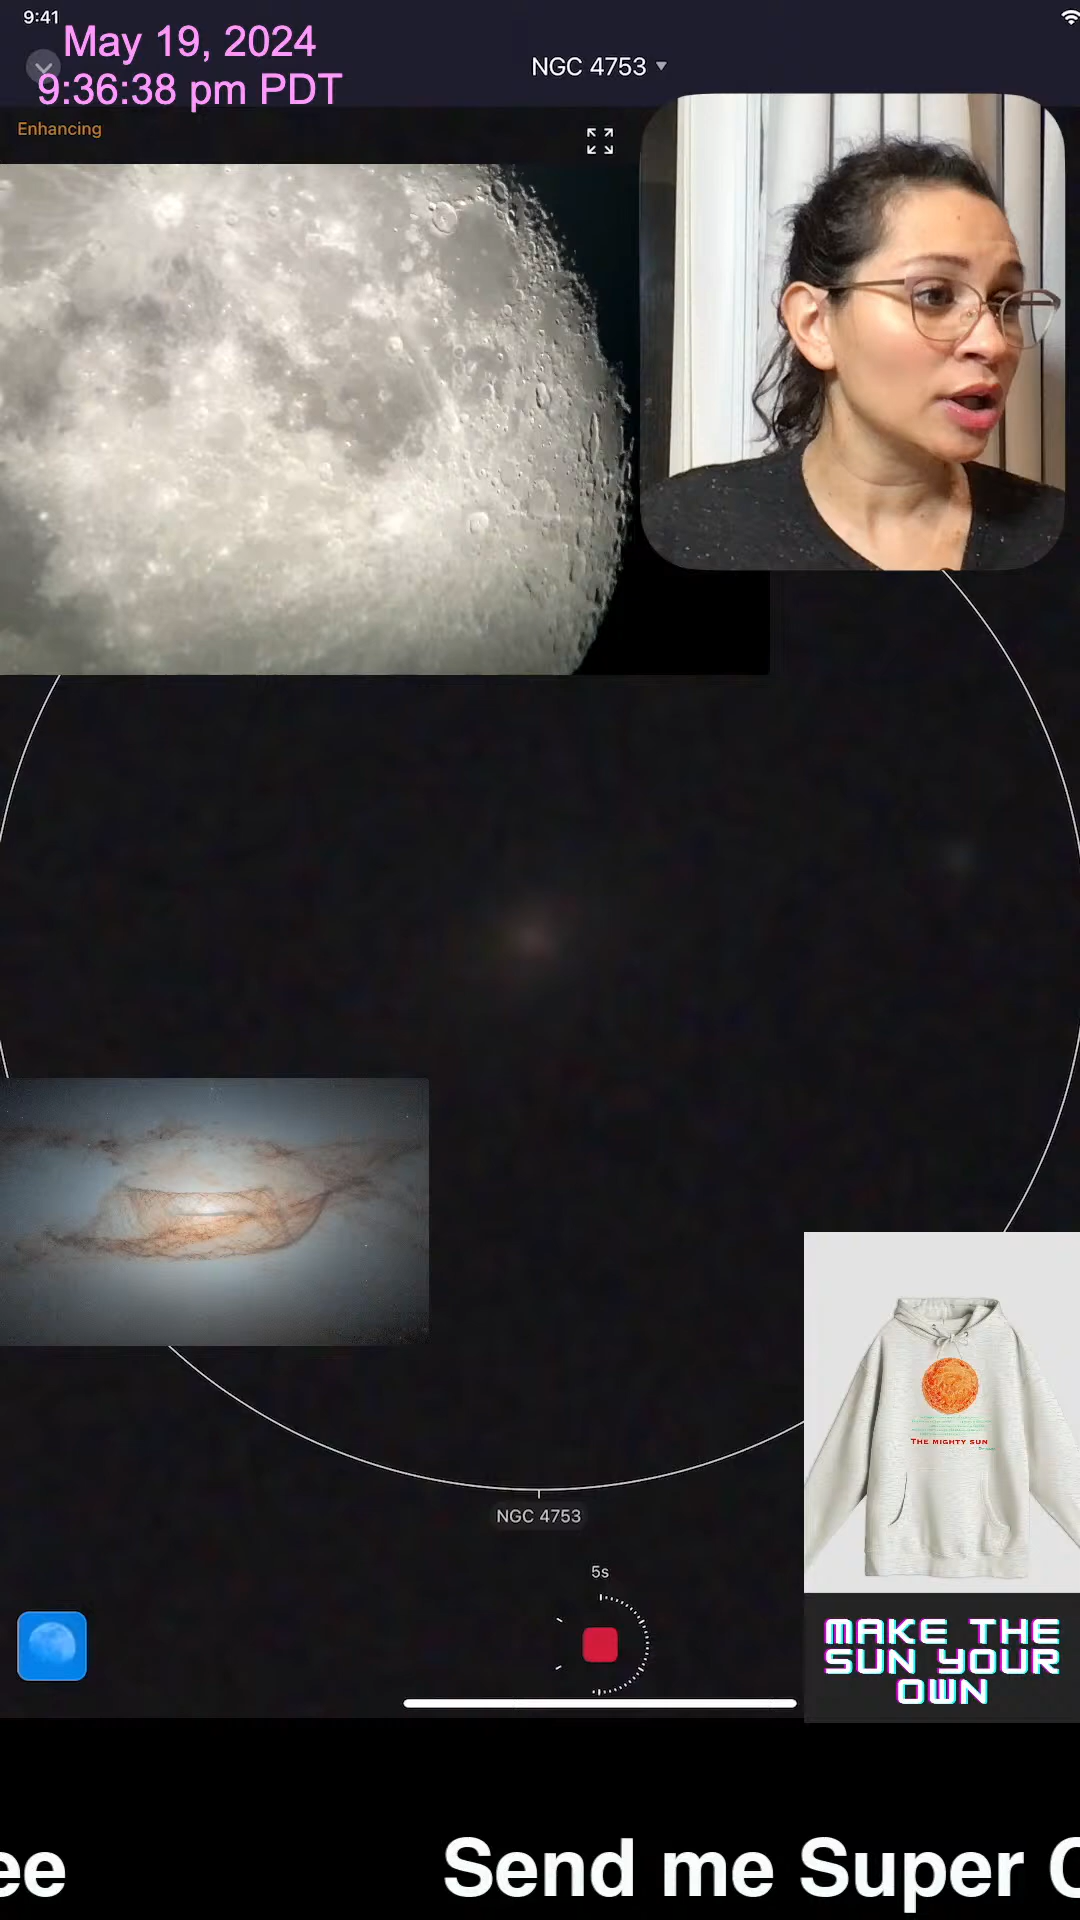 9:41
May 19, 2024
9:36:38 pm PDT
NGC 4753
Enhancing
THE MIGHTY SUN
NGC 4753
5s
MAKE THE
SUN YOUR
OWN
ee
Send me Super C